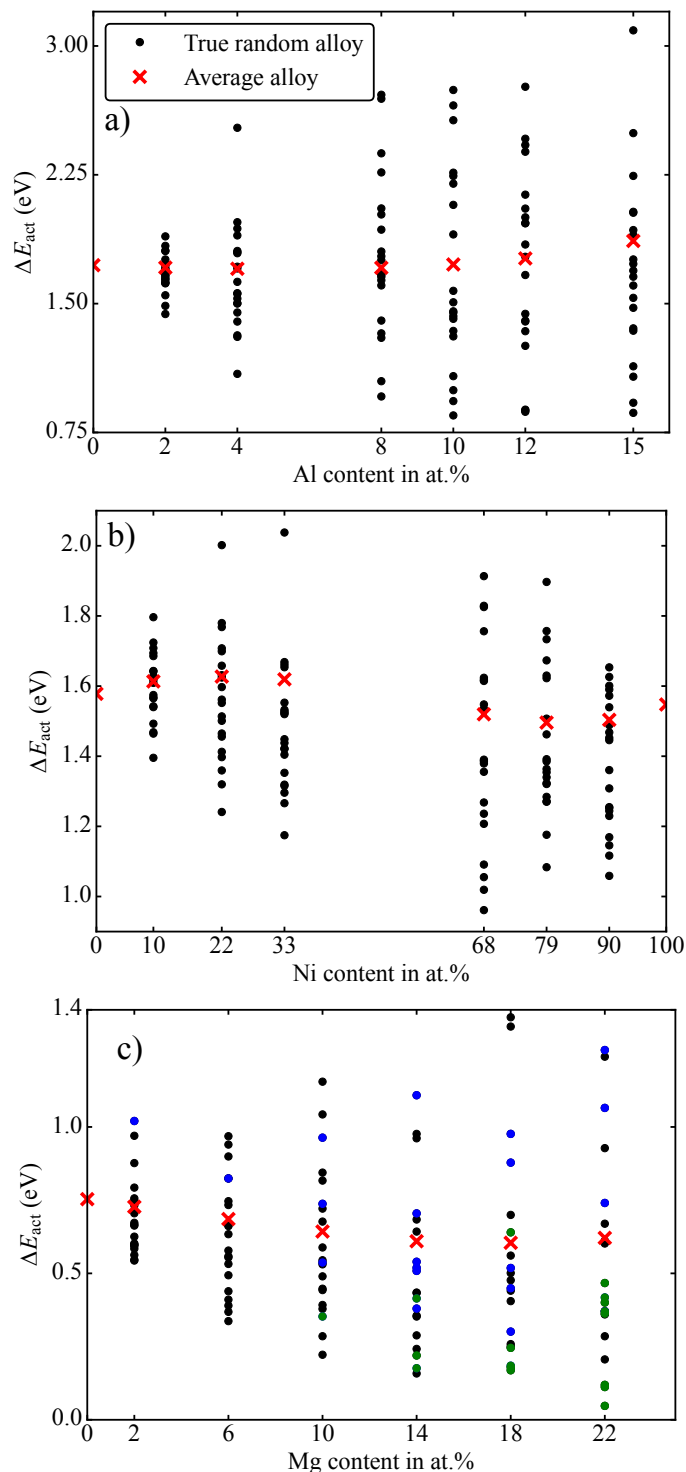 True random alloy
Average alloy
a)
3.00
2.25
1.50
0.75
ΔE_act (eV)
0 2 4 8 10 12 15
Al content in at.%
b)
2.0
1.8
1.6
1.4
1.2
1.0
ΔE_act (eV)
0 10 22 33 68 79 90 100
Ni content in at.%
c)
1.4
1.0
0.5
0.0
ΔE_act (eV)
0 2 6 10 14 18 22
Mg content in at.%